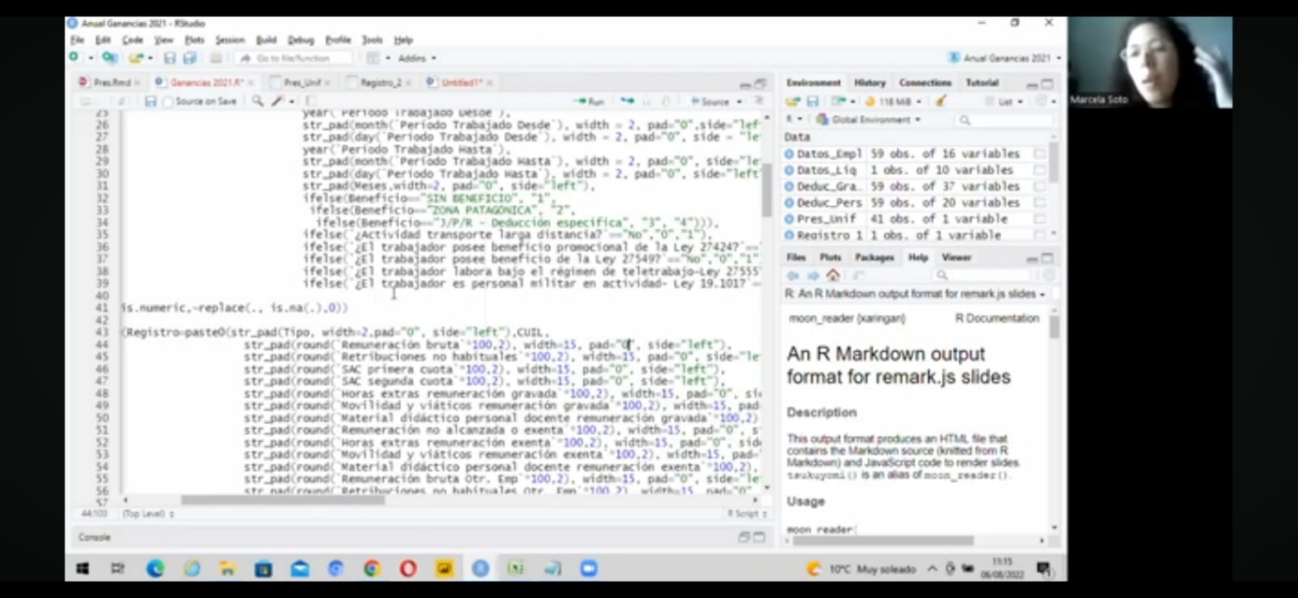 Anual Ganancias 2021 - RStudio
File Edit Code View Plots Session Build Debug Profile Tools Help
Go to file/function Addins Anual Ganancias 2021
Pres.Rmd Ganancias 2021.R* Pres_Unif Registro_2 Untitled1*
Source on Save Run Source
25 year(`Período Trabajado Desde`),
26 str_pad(month(`Período Trabajado Desde`), width = 2, pad="0",side="lef
27 str_pad(day(`Período Trabajado Desde`), width = 2, pad="0", side = "le
28 year(`Período Trabajado Hasta`),
29 str_pad(month(`Período Trabajado Hasta`), width = 2, pad="0", side="le
30 str_pad(day(`Período Trabajado Hasta`), width = 2, pad="0", side="left"
31 str_pad(Meses,width=2, pad="0", side="left"),
32 ifelse(Beneficio=="SIN BENEFICIO", "1",
33 ifelse(Beneficio=="ZONA PATAGÓNICA", "2",
34 ifelse(Beneficio=="J/P/R - Deducción específica", "3", "4"))),
35 ifelse(`¿Actividad transporte larga distancia?`=="No","0","1"),
36 ifelse(`¿El trabajador posee beneficio promocional de la Ley 27424?`==
37 ifelse(`¿El trabajador posee beneficio de la Ley 27549?`=="No","0","1"
38 ifelse(`¿El trabajador labora bajo el régimen de teletrabajo-Ley 27555
39 ifelse(`¿El trabajador es personal militar en actividad- Ley 19.101?`=
40
41 is.numeric,~replace(., is.na(.),0))
42
43 (Registro=paste0(str_pad(Tipo, width=2,pad="0", side="left"),CUIL,
44 str_pad(round(`Remuneración bruta`*100,2), width=15, pad="0", side="left"),
45 str_pad(round(`Retribuciones no habituales`*100,2), width=15, pad="0", side="le
46 str_pad(round(`SAC primera cuota`*100,2), width=15, pad="0", side="left"),
47 str_pad(round(`SAC segunda cuota`*100,2), width=15, pad="0", side="left"),
48 str_pad(round(`Horas extras remuneración gravada`*100,2), width=15, pad="0", si
49 str_pad(round(`Movilidad y viáticos remuneración gravada`*100,2), width=15, pad
50 str_pad(round(`Material didáctico personal docente remuneración gravada`*100,2)
51 str_pad(round(`Remuneración no alcanzada o exenta`*100,2), width=15, pad="0", s
52 str_pad(round(`Horas extras remuneración exenta`*100,2), width=15, pad="0", sid
53 str_pad(round(`Movilidad y viáticos remuneración exenta`*100,2), width=15, pad=
54 str_pad(round(`Material didáctico personal docente remuneración exenta`*100,2),
55 str_pad(round(`Remuneración bruta Otr. Emp`*100,2), width=15, pad="0", side="le
56 str_pad(round(`Retribuciones no habituales Otr. Emp`*100,2), width=15, pad="0"
57
44:103 (Top Level) R Script
Console
Environment History Connections Tutorial
118 MiB List
R Global Environment
Data
Datos_Empl 59 obs. of 16 variables
Datos_Liq 1 obs. of 10 variables
Deduc_Gra… 59 obs. of 37 variables
Deduc_Pers 59 obs. of 20 variables
Pres_Unif 41 obs. of 1 variable
Registro_1 1 obs. of 1 variable
Files Plots Packages Help Viewer
R: An R Markdown output format for remark.js slides
moon_reader {xaringan} R Documentation
An R Markdown output
format for remark.js slides
Description
This output format produces an HTML file that
contains the Markdown source (knitted from R
Markdown) and JavaScript code to render slides.
tsukuyomi() is an alias of moon_reader().
Usage
moon_reader(
Marcela Soto
10°C Muy soleado
11:15
06/08/2022